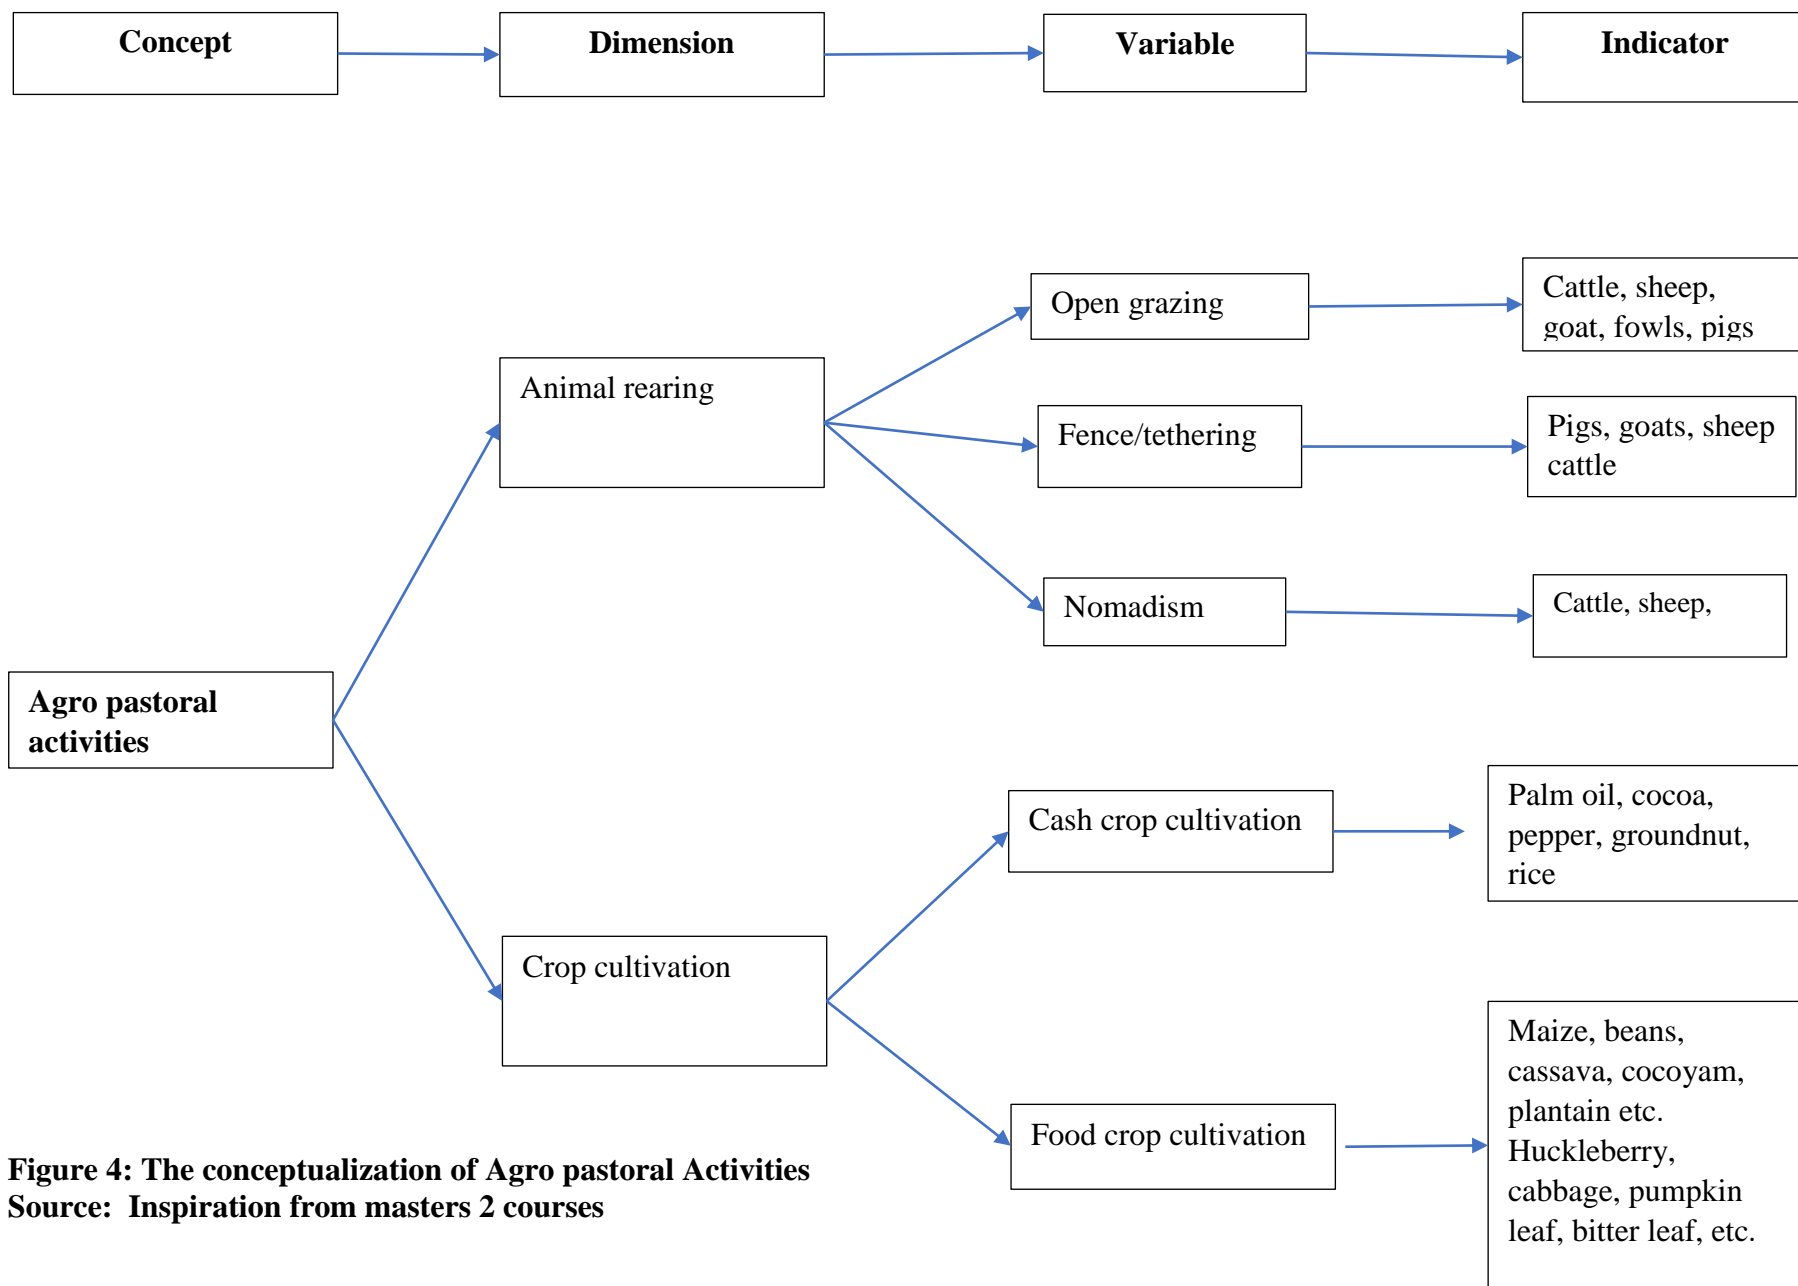 Concept
Dimension
Variable
Indicator
Open grazing
Cattle, sheep,
goat, fowls, pigs
Animal rearing
Fence/tethering
Pigs, goats, sheep
cattle
Nomadism
Cattle, sheep,
Agro pastoral
activities
Cash crop cultivation
Palm oil, cocoa,
pepper, groundnut,
rice
Crop cultivation
Food crop cultivation
Maize, beans,
cassava, cocoyam,
plantain etc.
Huckleberry,
cabbage, pumpkin
leaf, bitter leaf, etc.
Figure 4: The conceptualization of Agro pastoral Activities
Source:  Inspiration from masters 2 courses